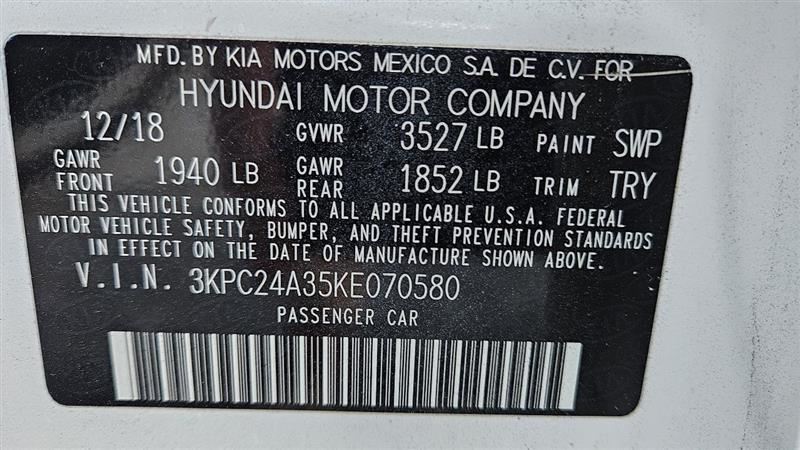 MFD. BY KIA MOTORS MEXICO S.A. DE C.V. FOR
HYUNDAI MOTOR COMPANY
12/18 GVWR 3527 LB PAINT SWP
GAWR FRONT 1940 LB GAWR REAR 1852 LB TRIM TRY
THIS VEHICLE CONFORMS TO ALL APPLICABLE U.S.A. FEDERAL
MOTOR VEHICLE SAFETY, BUMPER, AND THEFT PREVENTION STANDARDS
IN EFFECT ON THE DATE OF MANUFACTURE SHOWN ABOVE.
V.I.N. 3KPC24A35KE070580
PASSENGER CAR